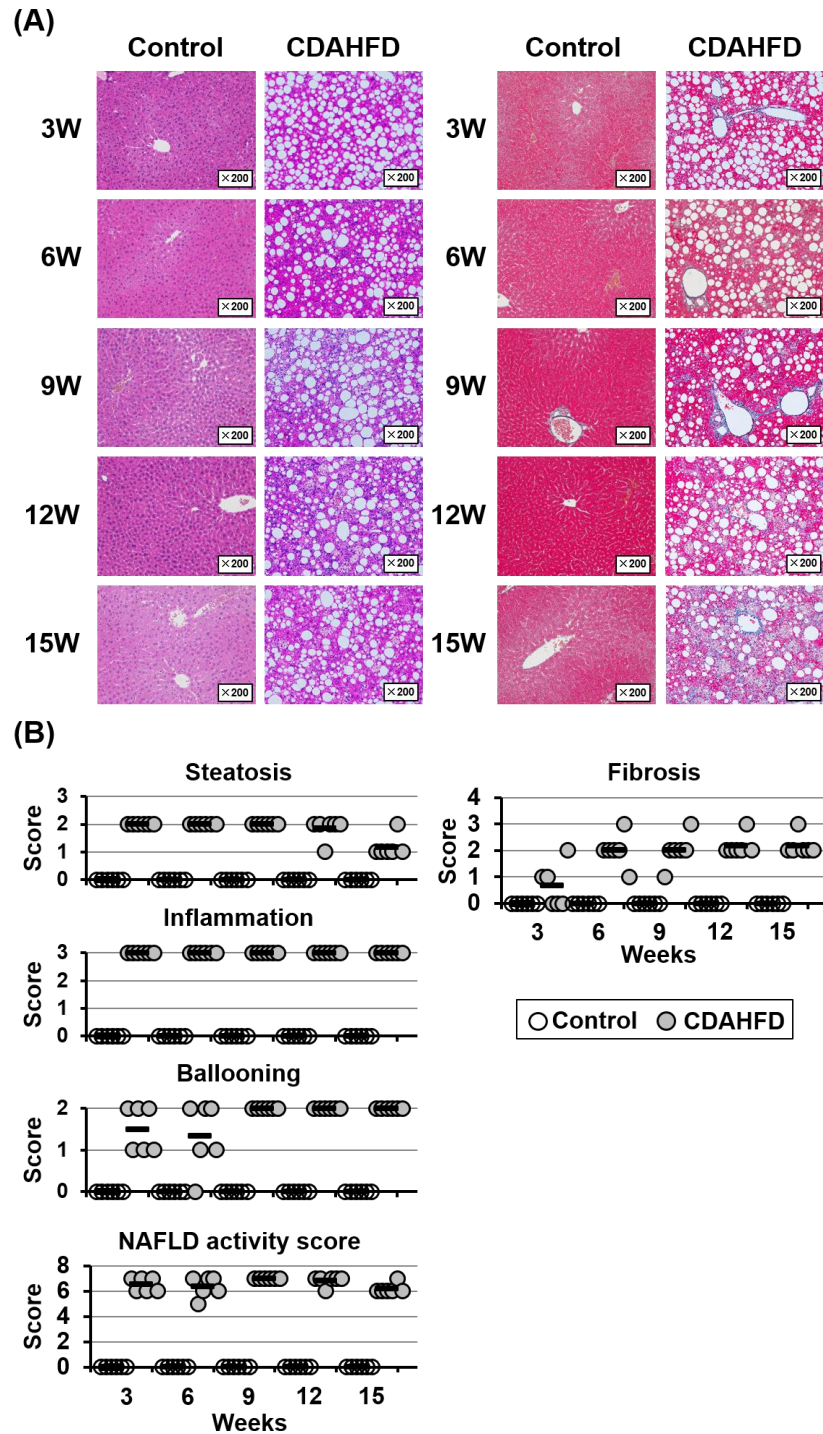 (A)
Control CDAHFD Control CDAHFD
3W ×200 ×200 3W ×200 ×200
6W ×200 ×200 6W ×200 ×200
9W ×200 ×200 9W ×200 ×200
12W ×200 ×200 12W ×200 ×200
15W ×200 ×200 15W ×200 ×200
(B)
Steatosis
Score
3
2
1
0
Inflammation
Score
3
2
3
1
0
Ballooning
Score
2
1
0
NAFLD activity score
Score
8
6
4
2
0
3 6 9 12 15
Weeks
Fibrosis
Score
4
3
2
1
0
3 6 9 12 15
Weeks
Control CDAHFD